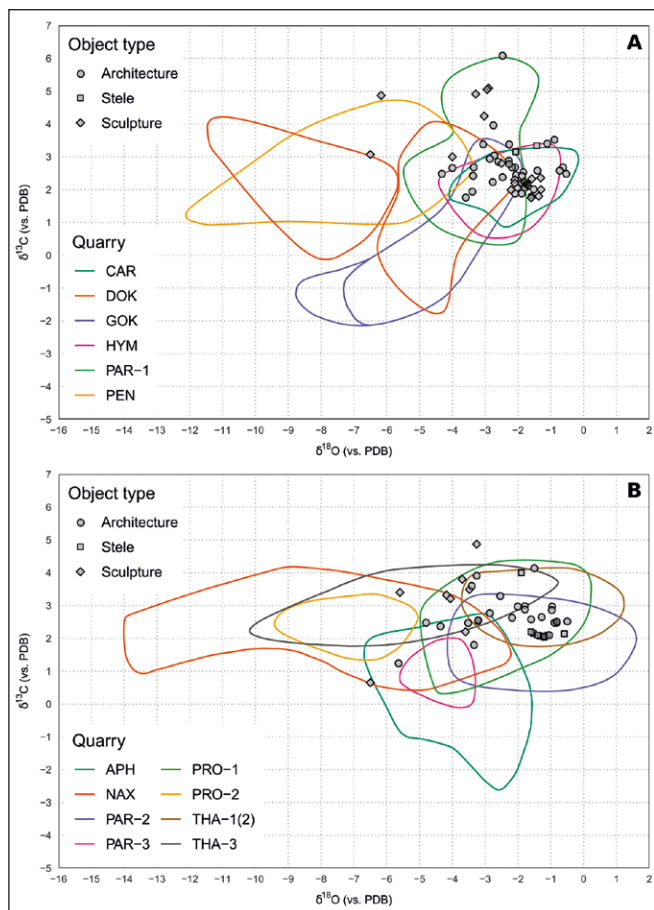 A
Object type
Architecture
Stele
Sculpture
Quarry
CAR
DOK
GOK
HYM
PAR-1
PEN
δ¹³C (vs. PDB)
7
6
5
4
3
2
1
0
1
2
3
4
-5
-16 -15 -14 -13 -12 -11 -10 -9 -8 -7 -6 -5 -4 -3 -2 -1 0 1 2
δ¹⁸O (vs. PDB)
B
Object type
Architecture
Stele
Sculpture
Quarry
APH PRO-1
NAX PRO-2
PAR-2 THA-1(2)
PAR-3 THA-3
δ¹³C (vs. PDB)
7
6
5
4
3
2
1
0
1
2
3
4
-5
-16 -15 -14 -13 -12 -11 -10 -9 -8 -7 -6 -5 -4 -3 -2 -1 0 1 2
δ¹⁸O (vs. PDB)